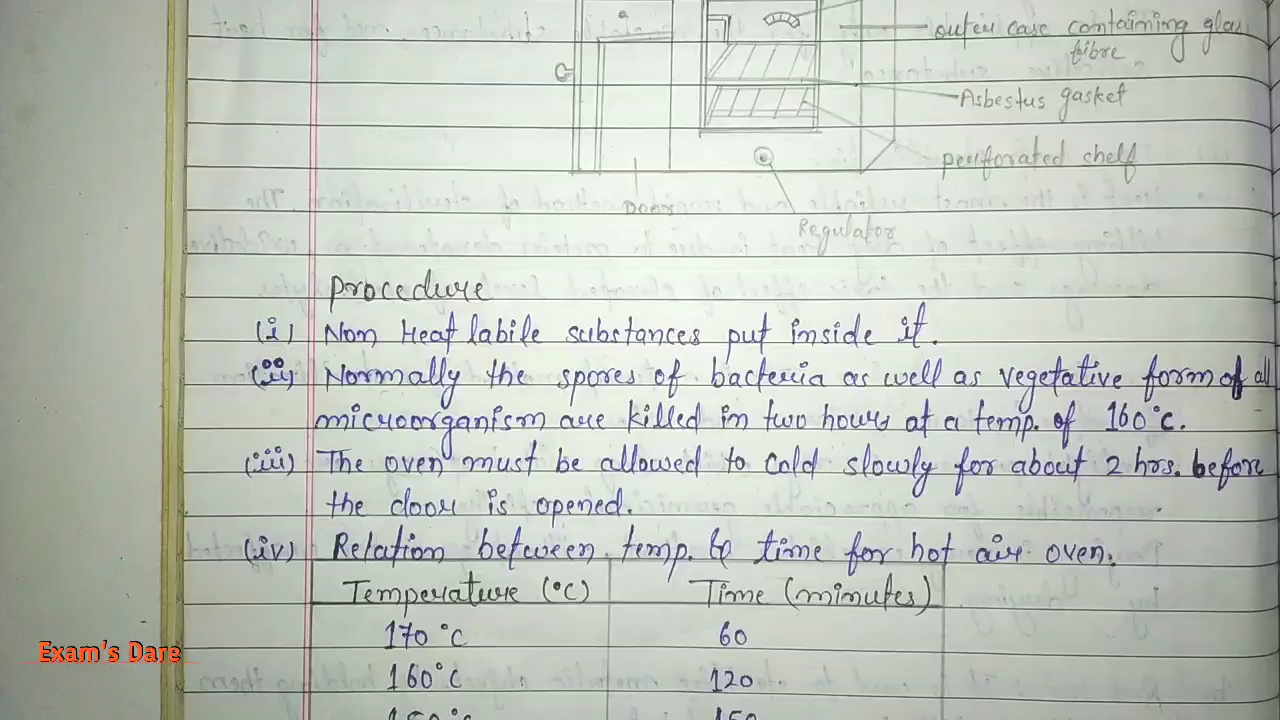 outer case containing glas
fibre
Asbestus gasket
perforated shelf
Door
Regulator
Procedure
(i) Non Heat labile substances put inside it.
(ii) Normally the spores of bacteria as well as vegetative form of all
microorganism are killed in two hours at a temp. of 160°c.
(iii) The oven must be allowed to cold slowly for about 2 hrs. before
the door is opened.
(iv) Relation between temp. & time for hot air oven.
Temperature (°C) Time (minutes)
170°C 60
160°C 120
Exam's Dare